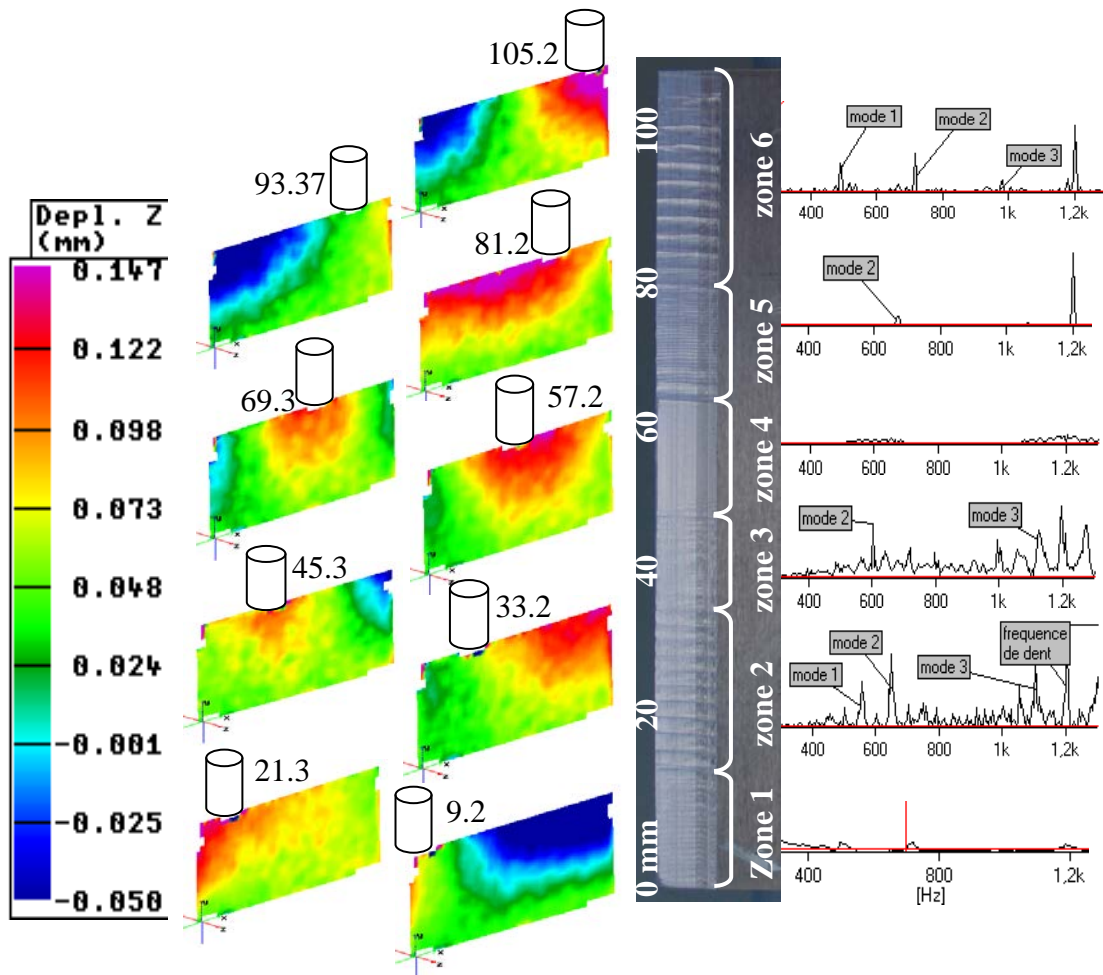 Depl. Z
(mm)
0.147
0.122
0.098
0.073
0.048
0.024
-0.001
-0.025
-0.050
105.2
93.37
81.2
69.3
57.2
45.3
33.2
21.3
9.2
100
80
60
40
20
0 mm
zone 6
zone 5
zone 4
zone 3
zone 2
Zone 1
mode 1
mode 2
mode 3
400 600 800 1k 1,2k
mode 2
400 600 800 1k 1,2k
400 600 800 1k 1,2k
mode 2
mode 3
400 600 800 1k 1,2k
mode 1
mode 2
mode 3
frequence
de dent
400 600 800 1k 1,2k
400 600 800 1k 1,2k
[Hz]